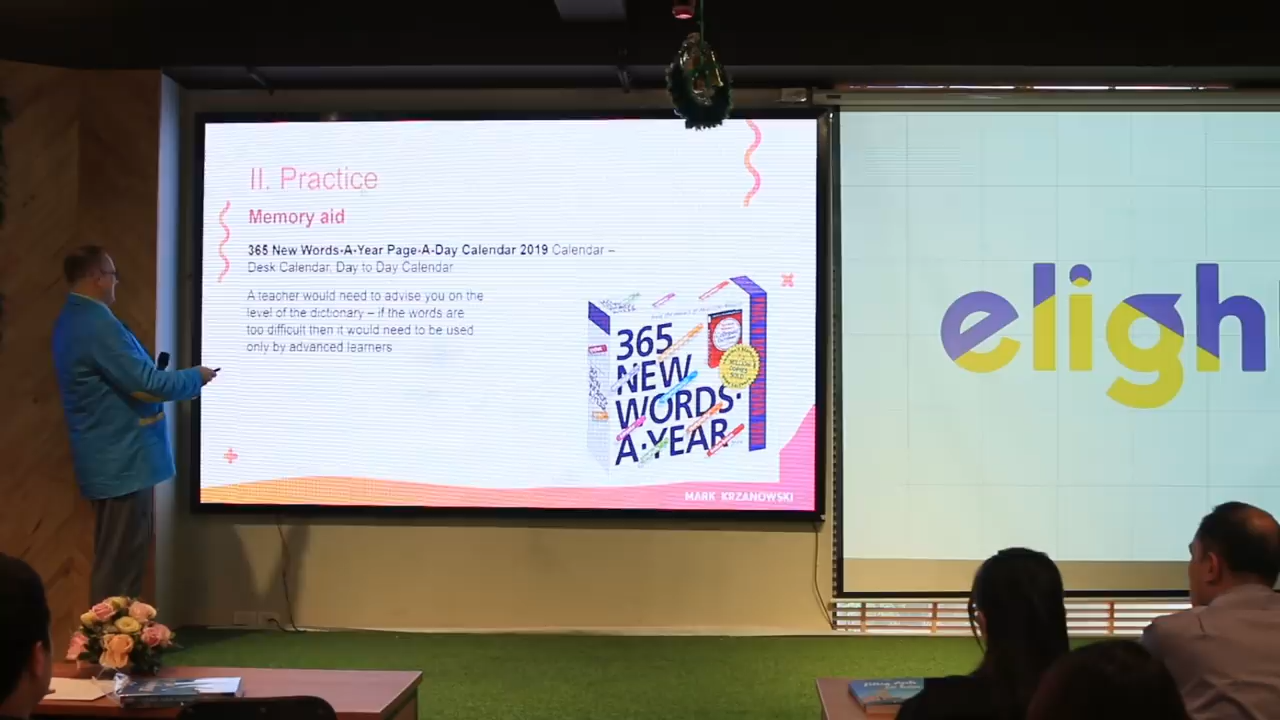 II. Practice
Memory aid
365 New Words-A-Year Page-A-Day Calendar 2019 Calendar –
Desk Calendar, Day to Day Calendar
A teacher would need to advise you on the
level of the dictionary – if the words are
too difficult then it would need to be used
only by advanced learners
365
NEW
WORDS-
A-YEAR
MARK KRZANOWSKI
eligh